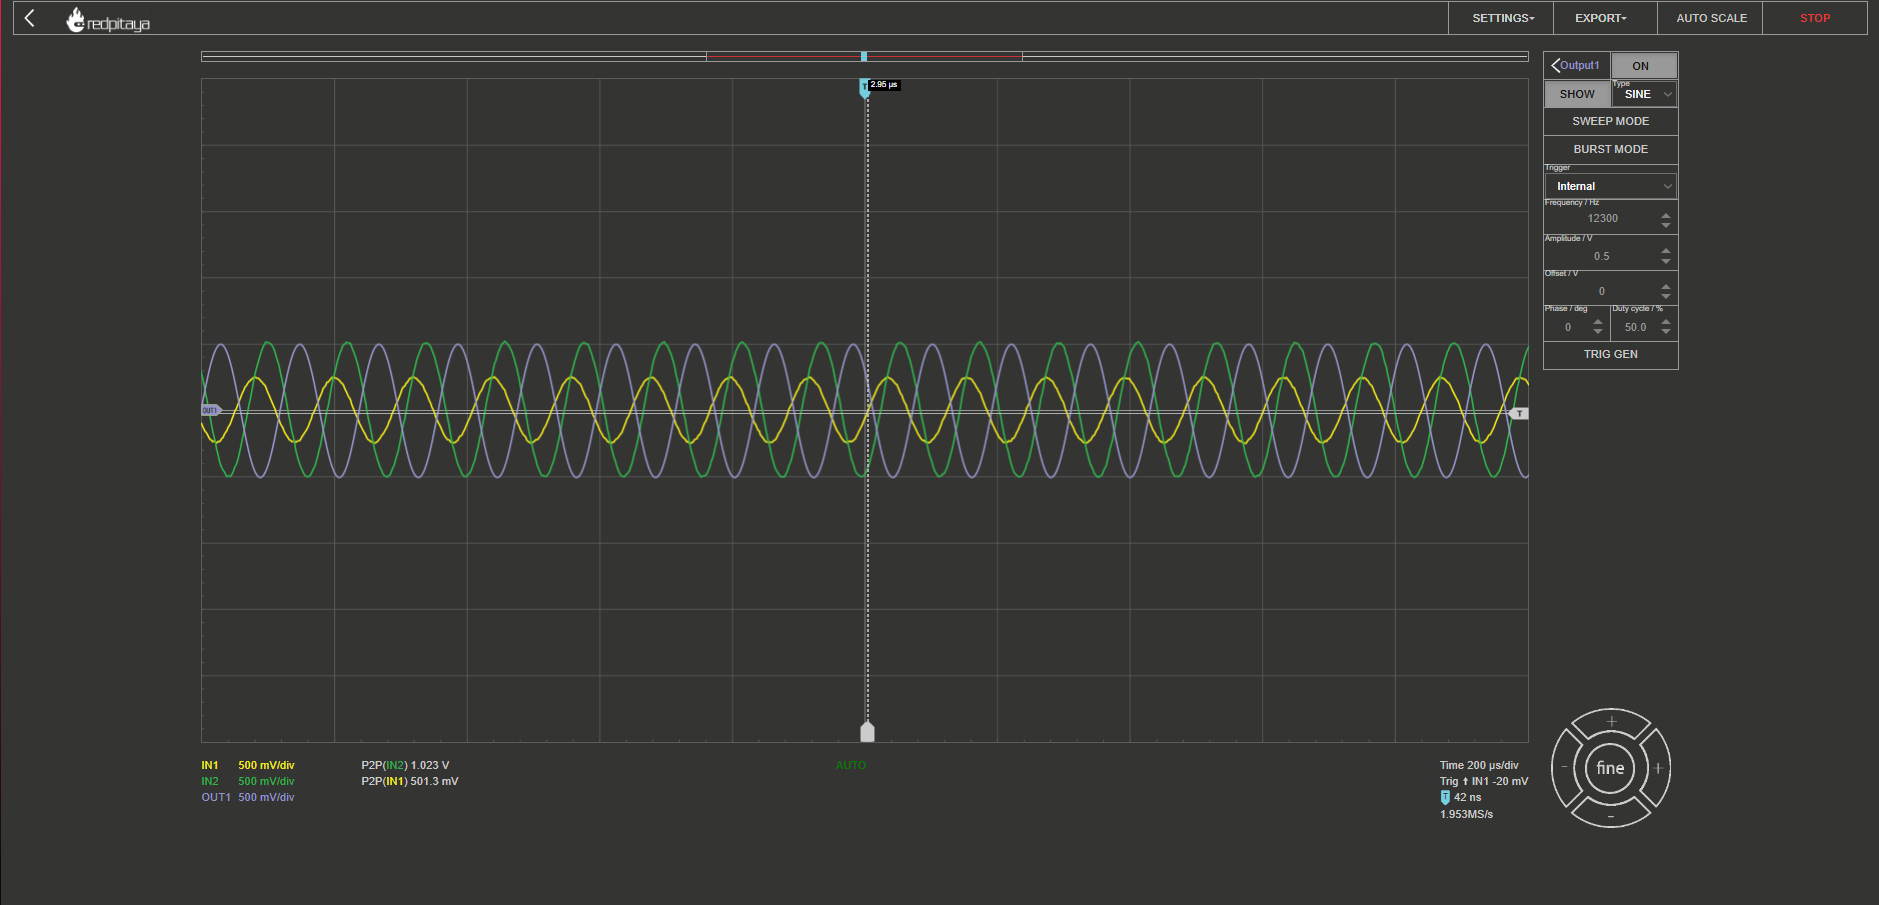 redpitaya
SETTINGS
EXPORT
AUTO SCALE
STOP
T 2.95 µs
Output1
ON
SHOW
Type
SINE
SWEEP MODE
BURST MODE
Trigger
Internal
Frequency / Hz
12300
Amplitude / V
0.5
Offset / V
0
Phase / deg
0
Duty cycle / %
50.0
TRIG GEN
OUT1
T
IN1 500 mV/div
IN2 500 mV/div
OUT1 500 mV/div
P2P(IN2) 1.023 V
P2P(IN1) 501.3 mV
AUTO
Time 200 µs/div
Trig IN1 -20 mV
T 42 ns
1.953MS/s
+
- fine +
-